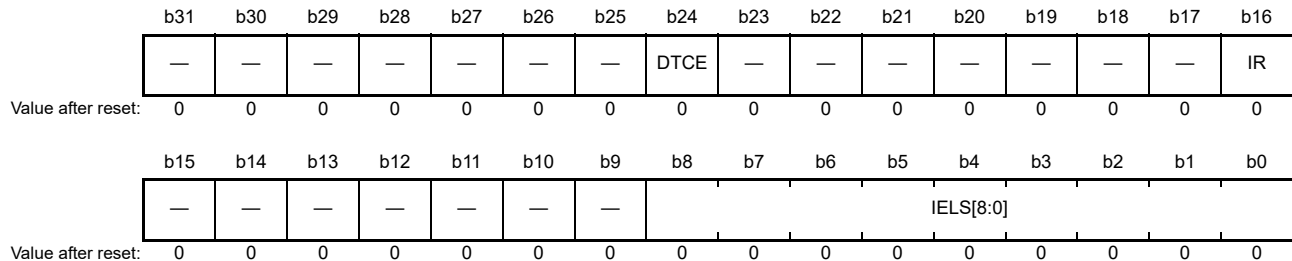 b31 b30 b29 b28 b27 b26 b25 b24 b23 b22 b21 b20 b19 b18 b17 b16
— — — — — — — DTCE — — — — — — — IR
Value after reset: 0 0 0 0 0 0 0 0 0 0 0 0 0 0 0 0
b15 b14 b13 b12 b11 b10 b9 b8 b7 b6 b5 b4 b3 b2 b1 b0
— — — — — — — IELS[8:0]
Value after reset: 0 0 0 0 0 0 0 0 0 0 0 0 0 0 0 0